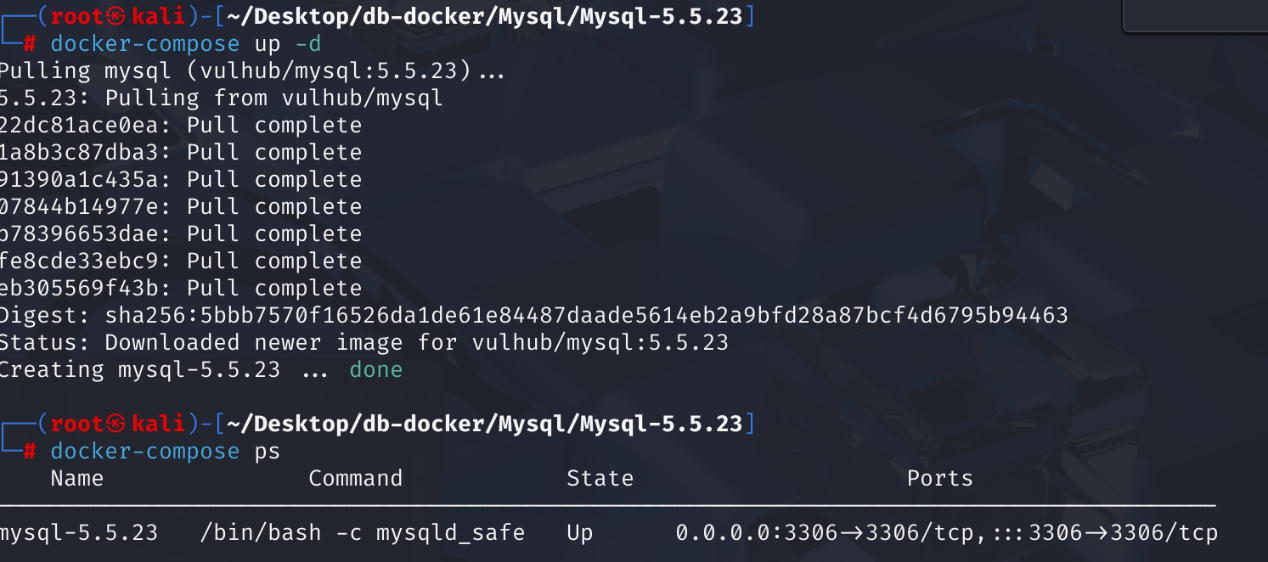 ┌──(root㉿kali)-[~/Desktop/db-docker/Mysql/Mysql-5.5.23]
└─# docker-compose up -d
Pulling mysql (vulhub/mysql:5.5.23)...
5.5.23: Pulling from vulhub/mysql
22dc81ace0ea: Pull complete
1a8b3c87dba3: Pull complete
91390a1c435a: Pull complete
07844b14977e: Pull complete
b78396653dae: Pull complete
fe8cde33ebc9: Pull complete
eb305569f43b: Pull complete
Digest: sha256:5bbb7570f16526da1de61e84487daade5614eb2a9bfd28a87bcf4d6795b94463
Status: Downloaded newer image for vulhub/mysql:5.5.23
Creating mysql-5.5.23 ... done
┌──(root㉿kali)-[~/Desktop/db-docker/Mysql/Mysql-5.5.23]
└─# docker-compose ps
Name Command State Ports
mysql-5.5.23 /bin/bash -c mysqld_safe Up 0.0.0.0:3306->3306/tcp,:::3306->3306/tcp